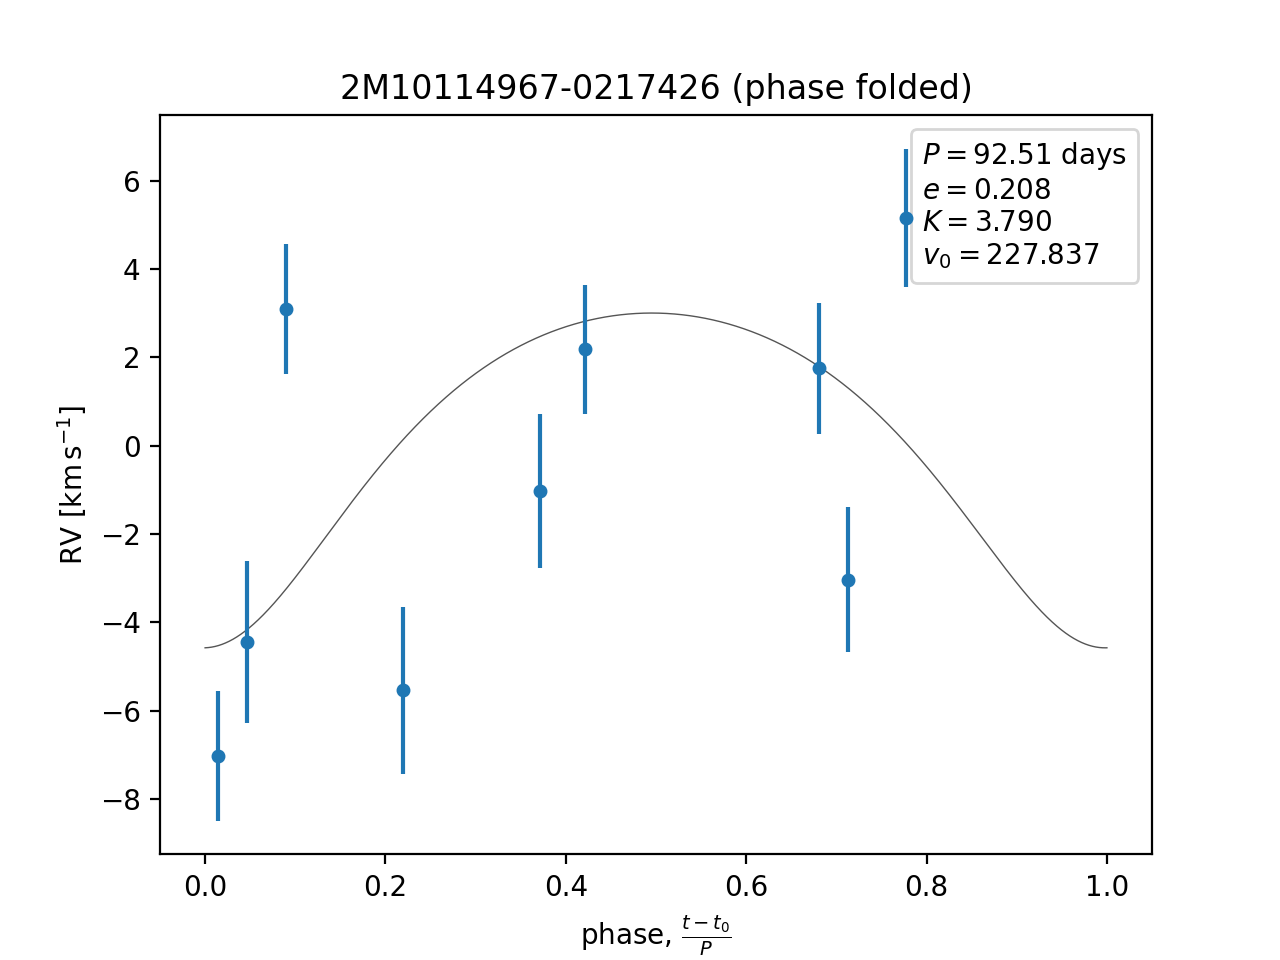 2M10114967-0217426 (phase folded)
P = 92.51 days
e = 0.208
K = 3.790
v₀ = 227.837
RV [km s⁻¹]
6
4
2
0
−2
−4
−6
−8
0.0 0.2 0.4 0.6 0.8 1.0
phase, (t − t₀)/P